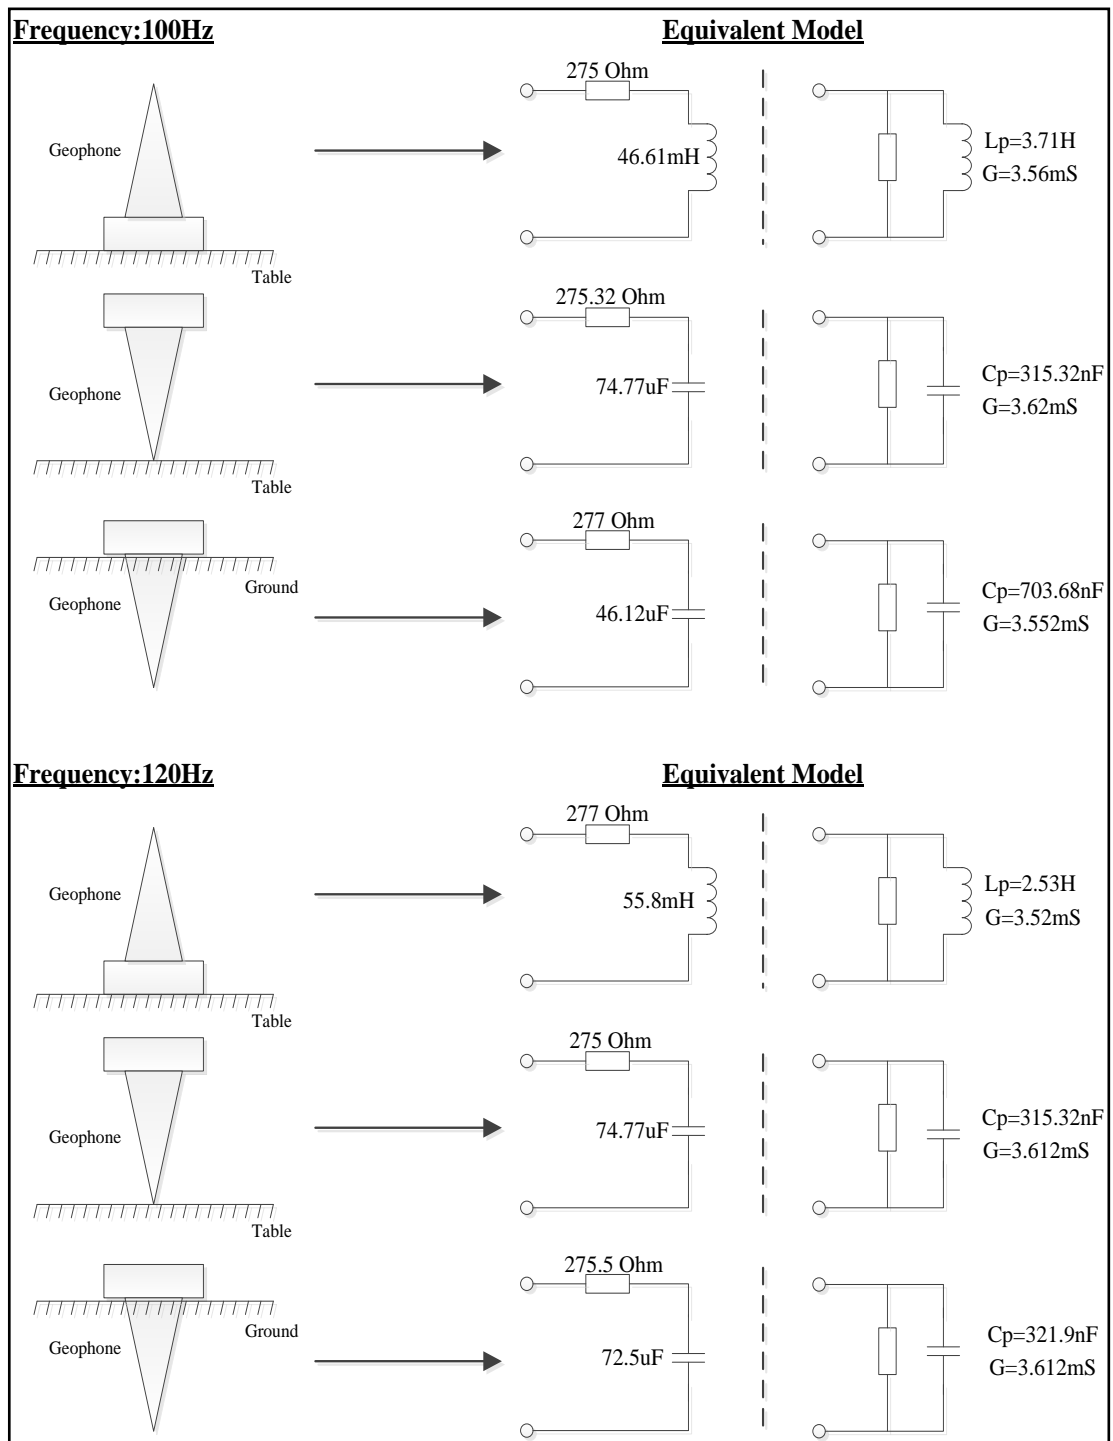 Frequency:100Hz
Equivalent Model
275 Ohm
Geophone
46.61mH
Lp=3.71H
G=3.56mS
Table
275.32 Ohm
Geophone
74.77uF
Cp=315.32nF
G=3.62mS
Table
277 Ohm
Ground
Geophone
46.12uF
Cp=703.68nF
G=3.552mS
Frequency:120Hz
Equivalent Model
277 Ohm
Geophone
55.8mH
Lp=2.53H
G=3.52mS
Table
275 Ohm
Geophone
74.77uF
Cp=315.32nF
G=3.612mS
Table
275.5 Ohm
Ground
Geophone
72.5uF
Cp=321.9nF
G=3.612mS